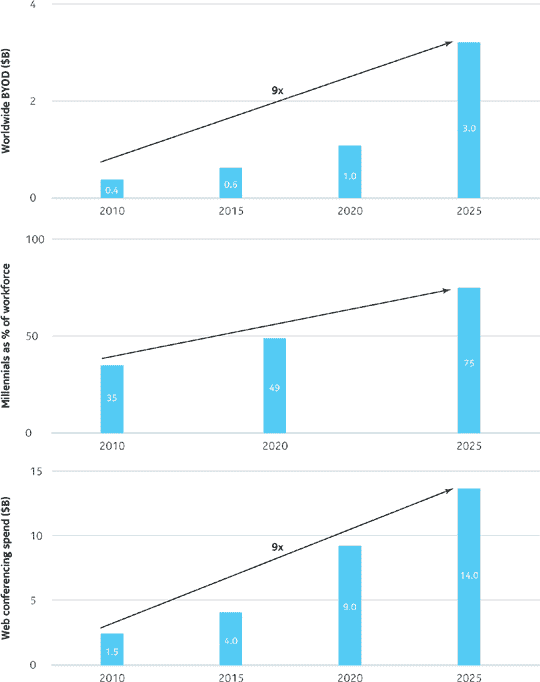 Worldwide BYOD ($B)
4
2
0
9x
0.4
0.6
1.0
3.0
2010 2015 2020 2025
Millennials as % of workforce
100
50
0
35
49
75
2010 2020 2025
Web conferencing spend ($B)
15
10
5
0
9x
1.5
4.0
9.0
14.0
2010 2015 2020 2025